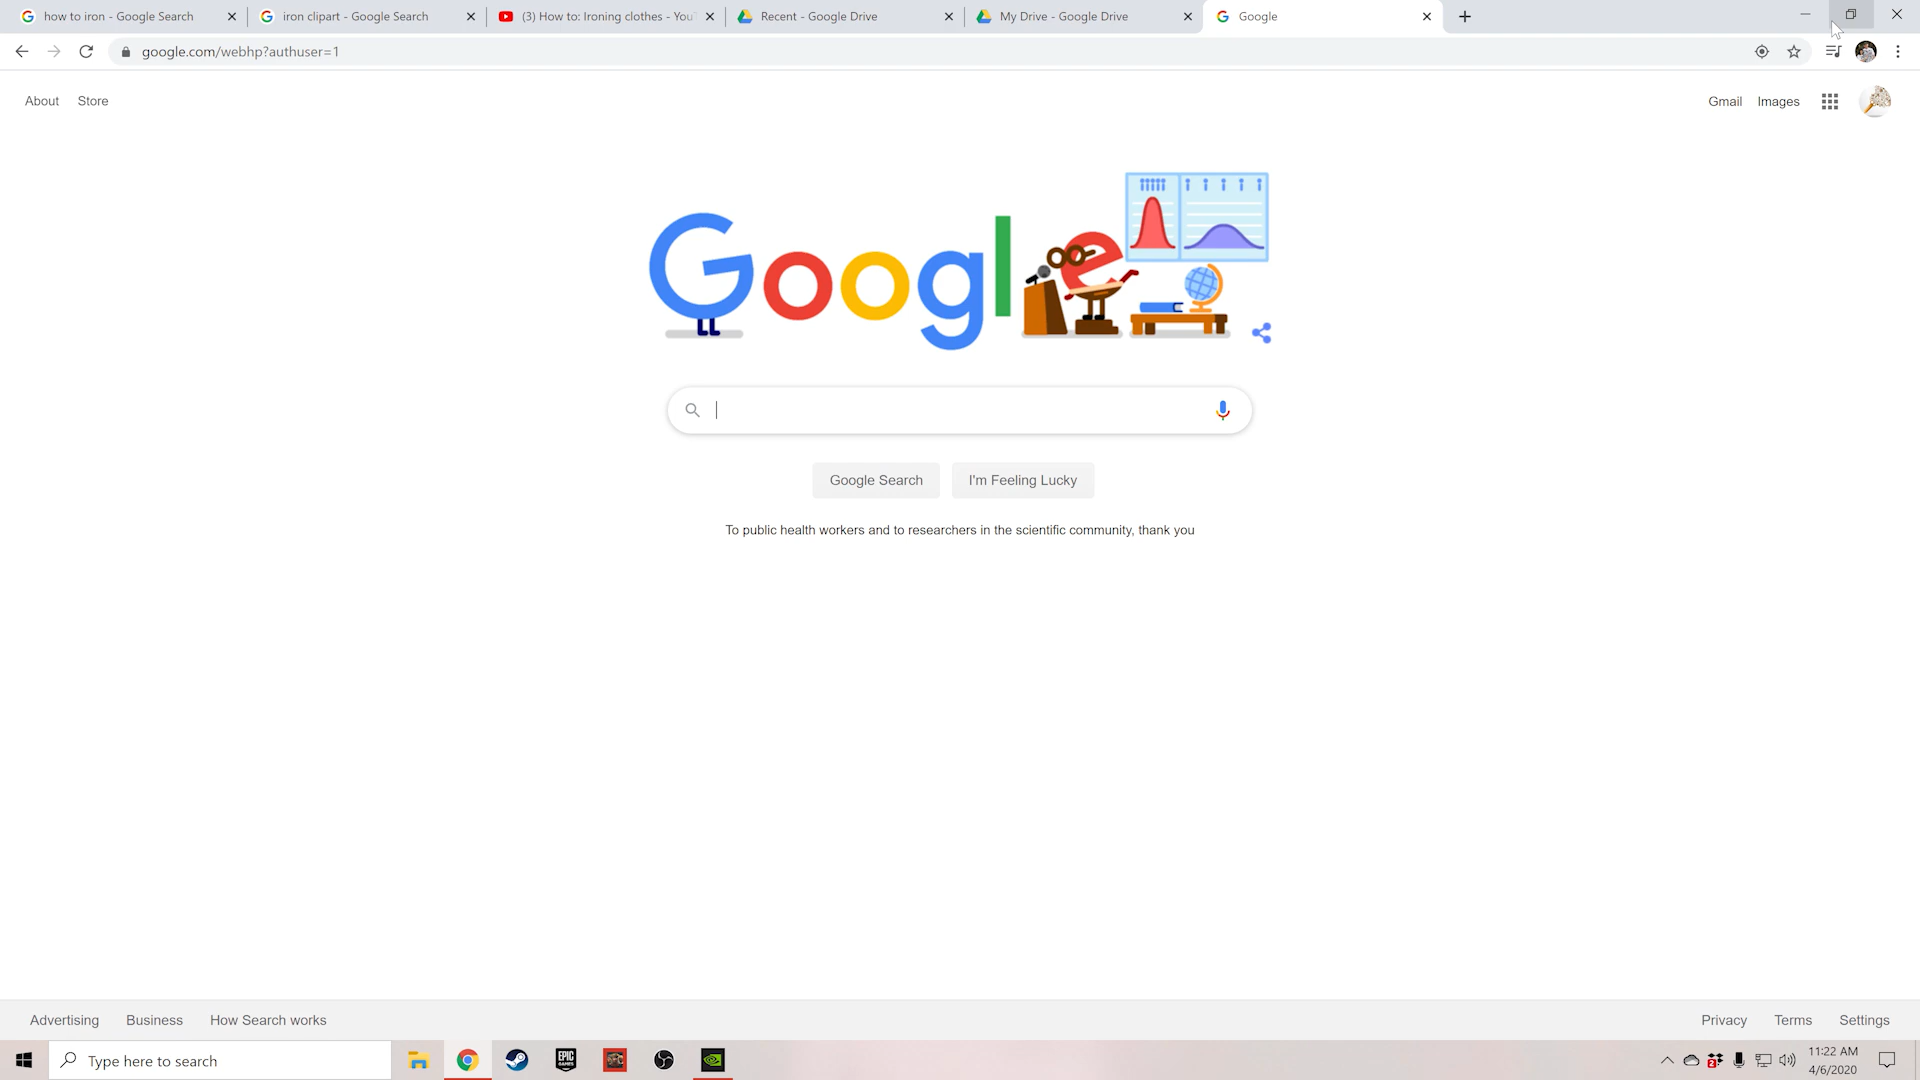 how to iron - Google Search
iron clipart - Google Search
(3) How to: Ironing clothes - You
Recent - Google Drive
My Drive - Google Drive
Google
google.com/webhp?authuser=1
About
Store
Gmail
Images
Google
Google Search
I'm Feeling Lucky
To public health workers and to researchers in the scientific community, thank you
Advertising
Business
How Search works
Privacy
Terms
Settings
Type here to search
EPIC GAMES
2
11:22 AM
4/6/2020